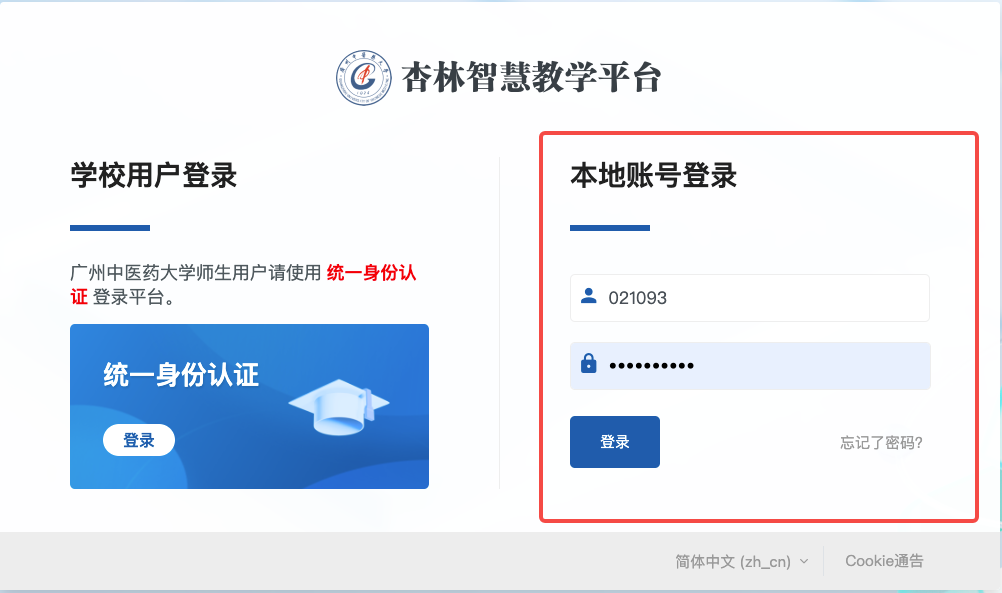 杏林智慧教学平台
学校用户登录
广州中医药大学师生用户请使用 统一身份认
证 登录平台。
统一身份认证
登录
本地账号登录
021093
••••••••••
登录
忘记了密码?
简体中文 (zh_cn)
Cookie通告